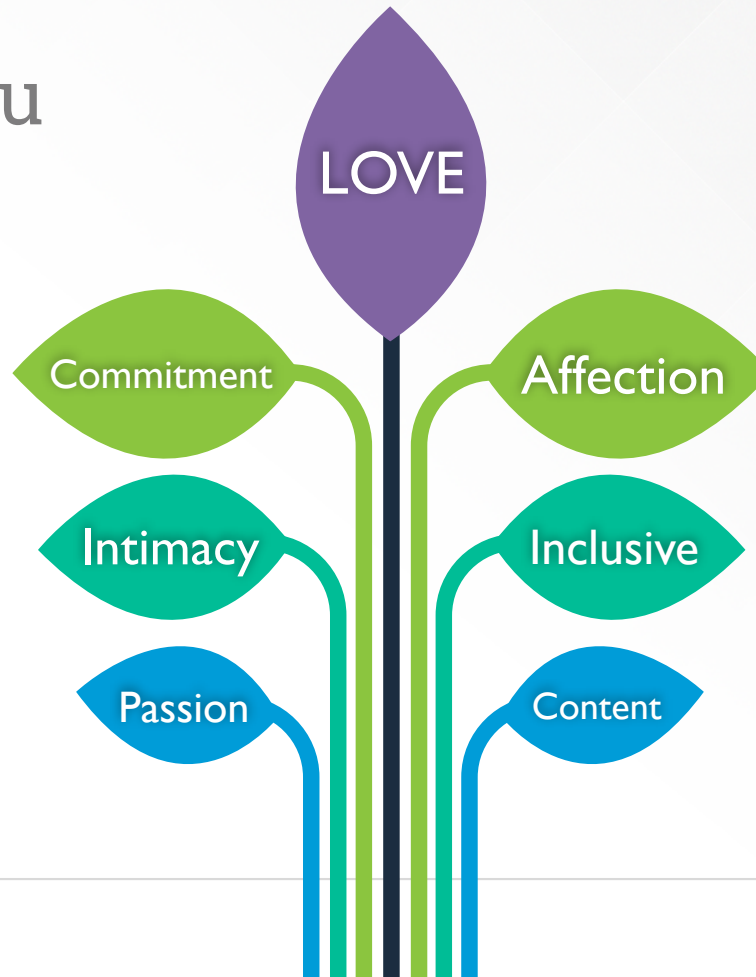 u
LOVE
Commitment
Affection
Intimacy
Inclusive
Passion
Content